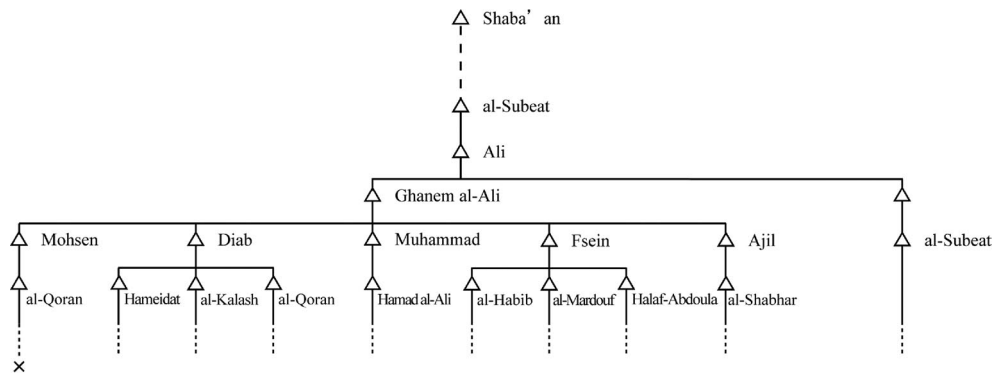 Shaba’an
al-Subeat
Ali
Ghanem al-Ali
Mohsen
Diab
Muhammad
Fsein
Ajil
al-Subeat
al-Qoran
Hameidat
al-Kalash
al-Qoran
Hamad al-Ali
al-Habib
al-Mardouf
Halaf-Abdoula
al-Shabhar
×